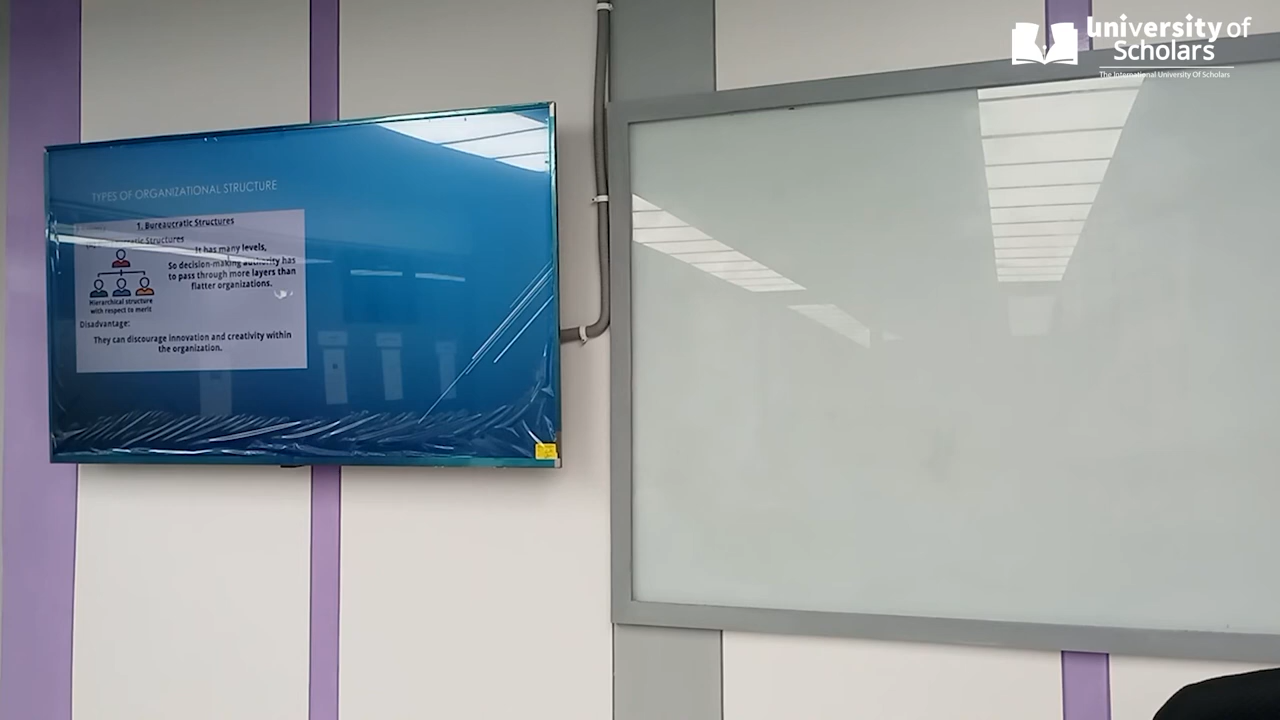 University of
Scholars
The International University Of Scholars
TYPES OF ORGANIZATIONAL STRUCTURE
1. Bureaucratic Structures
Structures
It has many levels,
So decision-making authority has
to pass through more layers than
flatter organizations.
Hierarchical structure
with respect to merit
Disadvantage:
They can discourage innovation and creativity within
the organization.